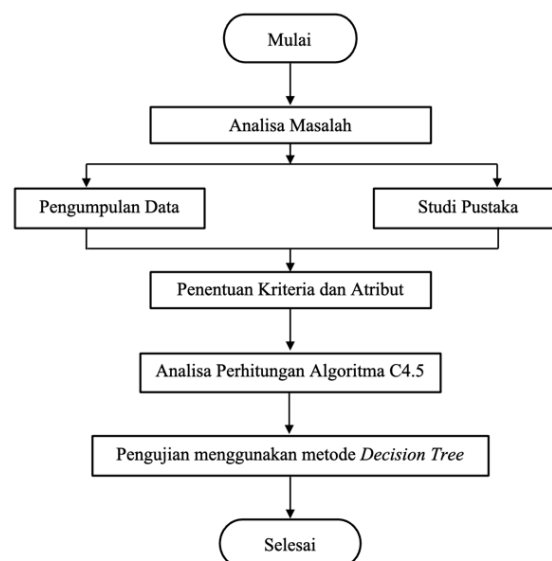 Mulai
Analisa Masalah
Pengumpulan Data
Studi Pustaka
Penentuan Kriteria dan Atribut
Analisa Perhitungan Algoritma C4.5
Pengujian menggunakan metode Decision Tree
Selesai